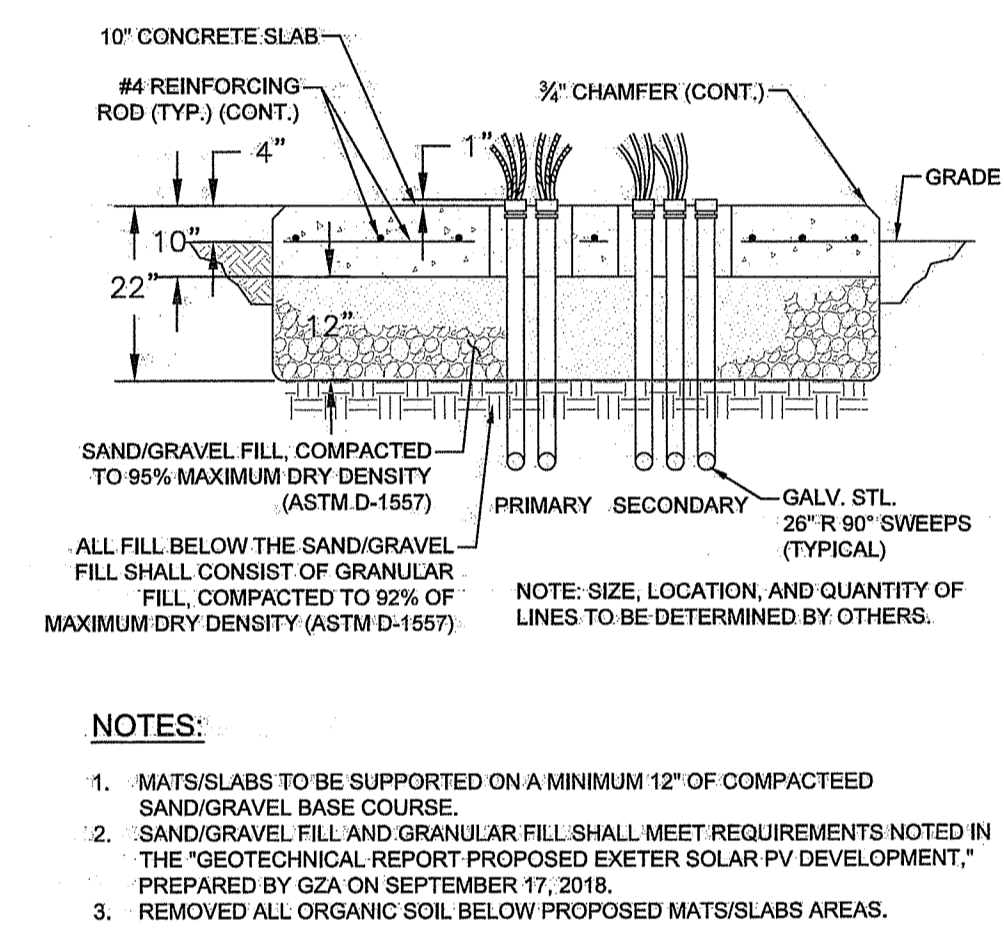 10" CONCRETE SLAB
#4 REINFORCING
ROD (TYP.) (CONT.)
¾" CHAMFER (CONT.)
4"
1"
GRADE
10"
22"
12"
SAND/GRAVEL FILL, COMPACTED
TO 95% MAXIMUM DRY DENSITY
(ASTM D-1557)
PRIMARY
SECONDARY
GALV. STL.
26" R 90° SWEEPS
(TYPICAL)
ALL FILL BELOW THE SAND/GRAVEL
FILL SHALL CONSIST OF GRANULAR
FILL, COMPACTED TO 92% OF
MAXIMUM DRY DENSITY (ASTM D-1557)
NOTE: SIZE, LOCATION, AND QUANTITY OF
LINES TO BE DETERMINED BY OTHERS.
NOTES:
1. MATS/SLABS TO BE SUPPORTED ON A MINIMUM 12" OF COMPACTEED
SAND/GRAVEL BASE COURSE.
2. SAND/GRAVEL FILL AND GRANULAR FILL SHALL MEET REQUIREMENTS NOTED IN
THE "GEOTECHNICAL REPORT PROPOSED EXETER SOLAR PV DEVELOPMENT,"
PREPARED BY GZA ON SEPTEMBER 17, 2018.
3. REMOVED ALL ORGANIC SOIL BELOW PROPOSED MATS/SLABS AREAS.